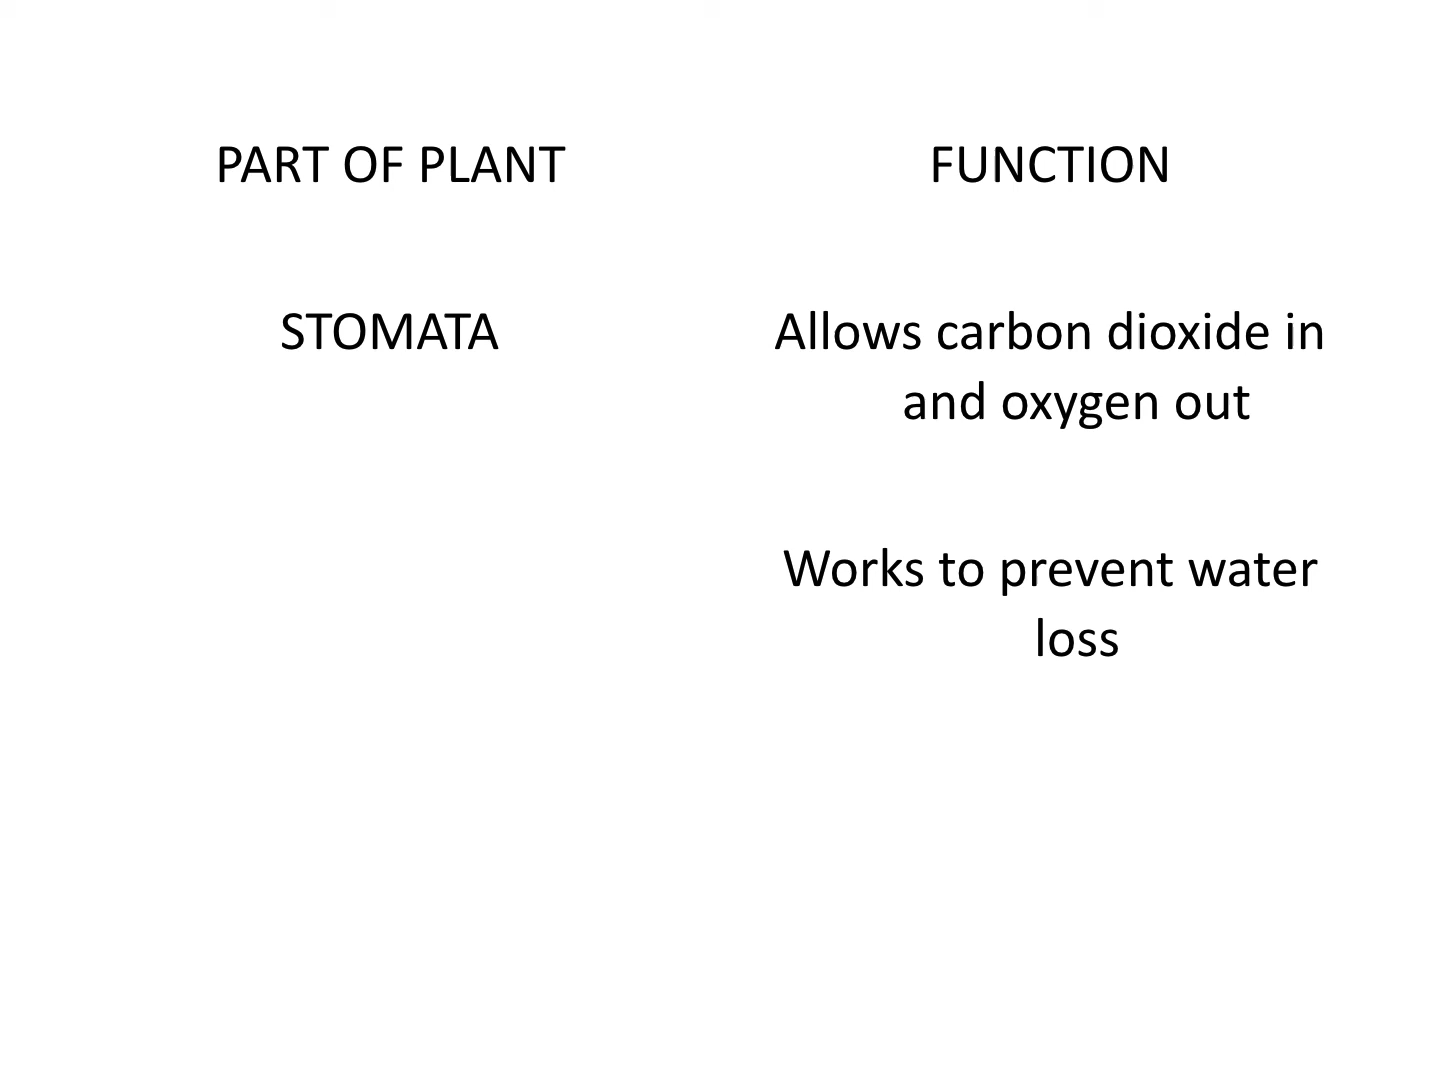 PART OF PLANT
FUNCTION
STOMATA
Allows carbon dioxide in
and oxygen out
Works to prevent water
loss